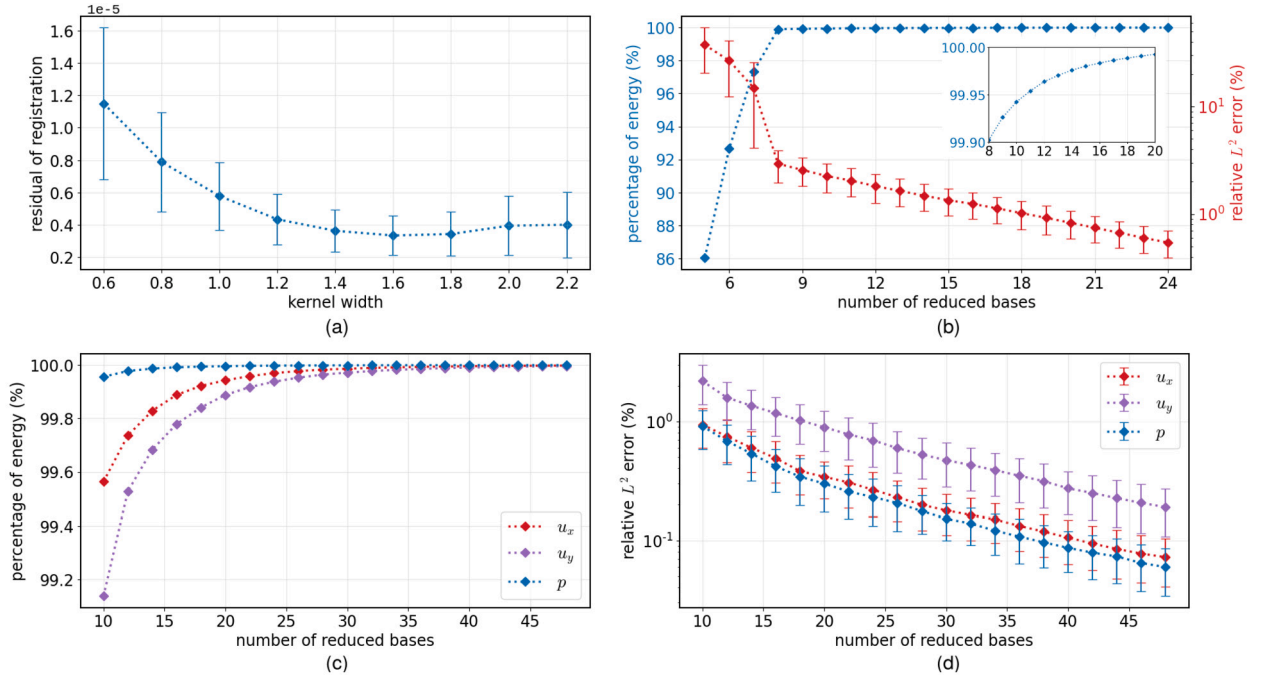 1e-5
1.6
1.4
1.2
1.0
0.8
0.6
0.4
0.2
residual of registration
0.6 0.8 1.0 1.2 1.4 1.6 1.8 2.0 2.2
kernel width
(a)
100
98
96
94
92
90
88
86
percentage of energy (%)
100.00
99.95
99.90
8 10 12 14 16 18 20
10¹
10⁰
relative L² error (%)
6 9 12 15 18 21 24
number of reduced bases
(b)
100.0
99.8
99.6
99.4
99.2
percentage of energy (%)
uₓ
u_y
p
10 15 20 25 30 35 40 45
number of reduced bases
(c)
10⁰
10⁻¹
relative L² error (%)
uₓ
u_y
p
10 15 20 25 30 35 40 45
number of reduced bases
(d)